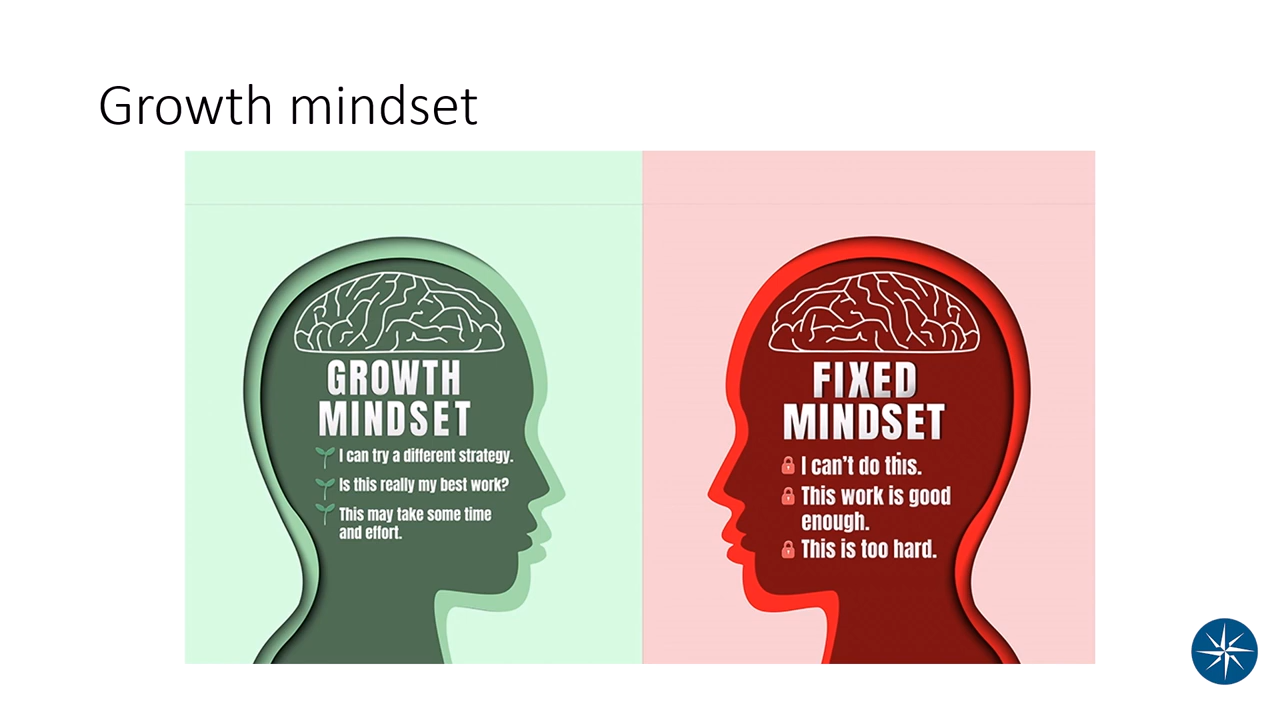 Growth mindset
GROWTH
MINDSET
I can try a different strategy.
Is this really my best work?
This may take some time
and effort.
FIXED
MINDSET
I can't do this.
This work is good
enough.
This is too hard.